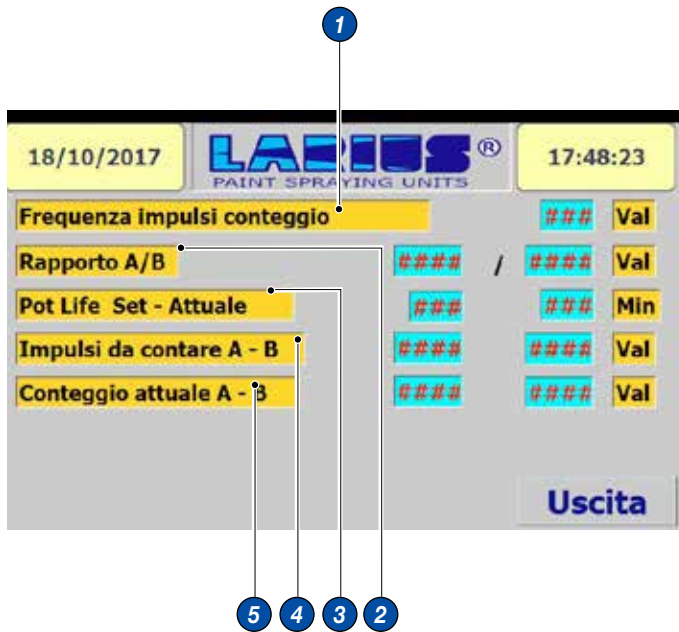 1
18/10/2017 LARIUS® 17:48:23
PAINT SPRAYING UNITS
Frequenza impulsi conteggio ### Val
Rapporto A/B #### / #### Val
Pot Life Set - Attuale ### ### Min
Impulsi da contare A - B #### #### Val
Conteggio attuale A - B #### #### Val
Uscita
5 4 3 2